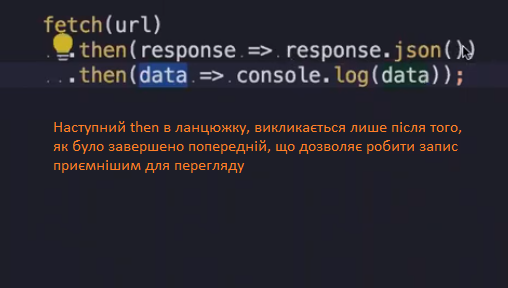 fetch(url)
.then(response => response.json())
.then(data => console.log(data));
Наступний then в ланцюжку, викликається лише після того,
як було завершено попередній, що дозволяє робити запис
приємнішим для перегляду